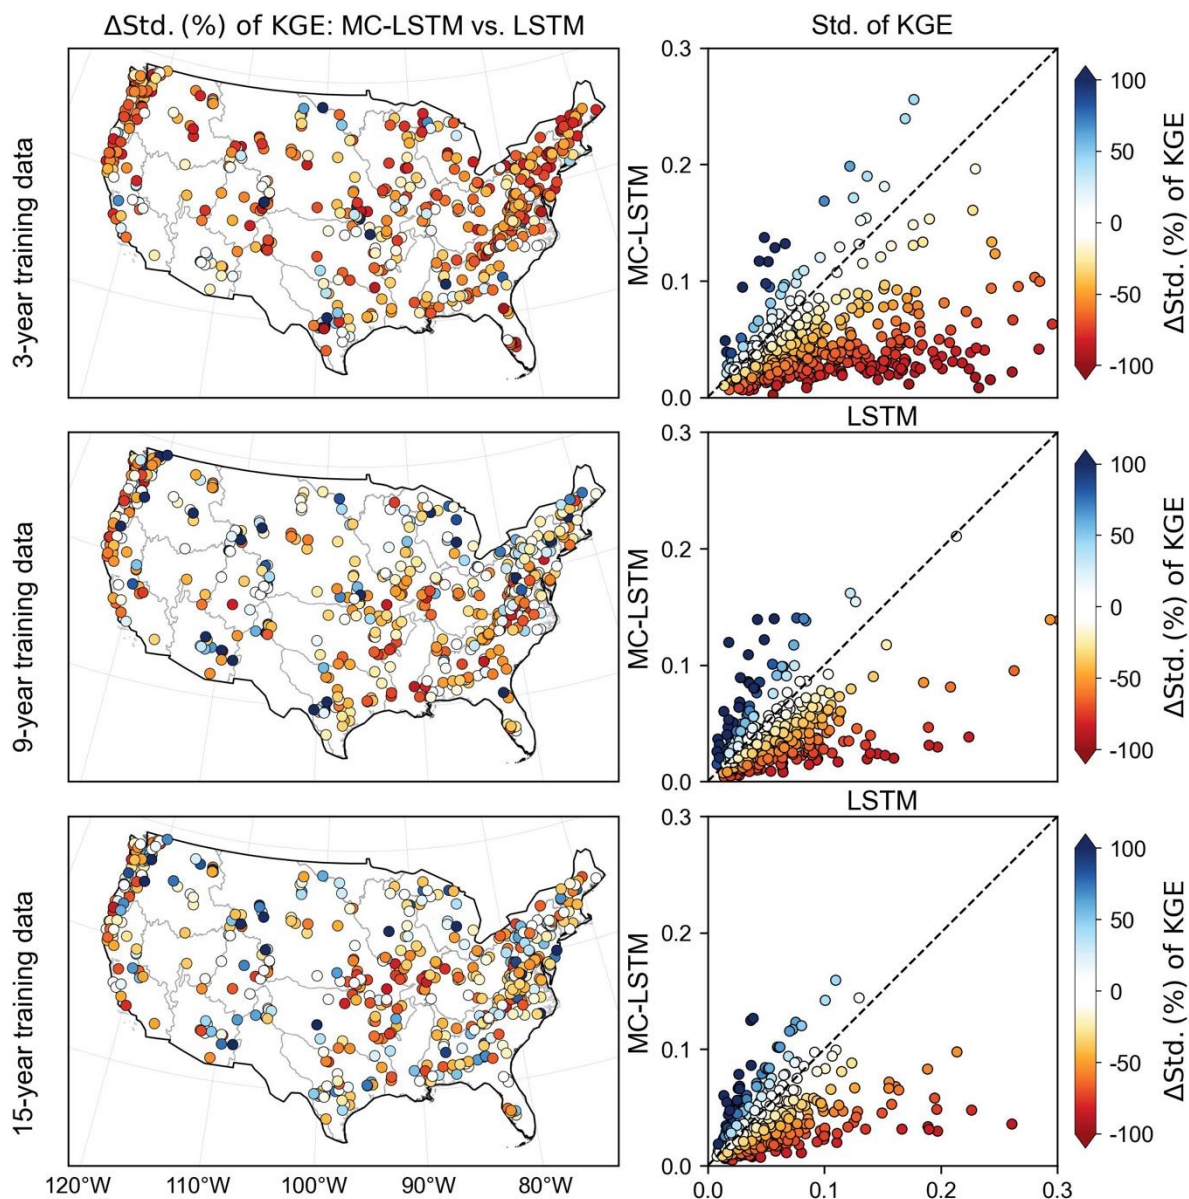 ΔStd. (%) of KGE: MC-LSTM vs. LSTM
Std. of KGE
3-year training data
MC-LSTM
0.3
0.2
0.1
0.0
LSTM
100
50
0
-50
-100
ΔStd. (%) of KGE
9-year training data
MC-LSTM
0.3
0.2
0.1
0.0
LSTM
100
50
0
-50
-100
ΔStd. (%) of KGE
15-year training data
MC-LSTM
0.3
0.2
0.1
0.0
100
50
0
-50
-100
ΔStd. (%) of KGE
120°W 110°W 100°W 90°W 80°W
0.0 0.1 0.2 0.3